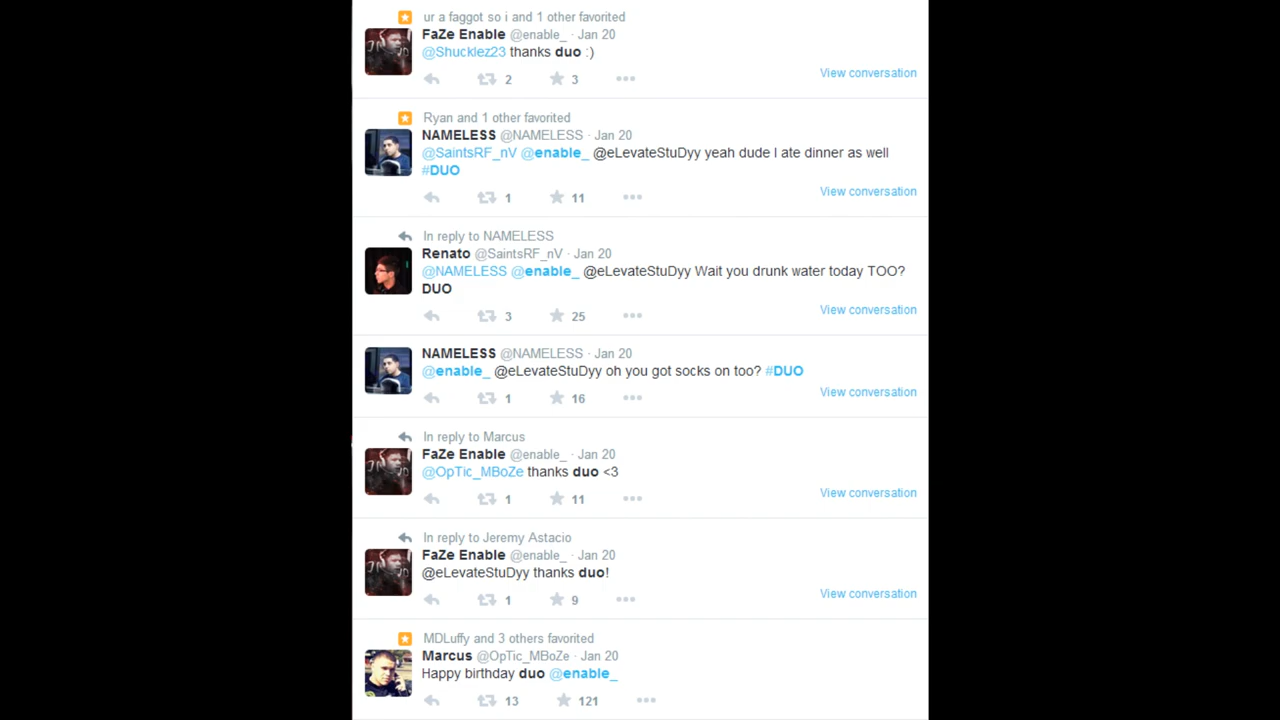 ur a faggot so i and 1 other favorited
FaZe Enable @enable_ · Jan 20
@Shucklez23 thanks duo :)
2 3
View conversation
Ryan and 1 other favorited
NAMELESS @NAMELESS · Jan 20
@SaintsRF_nV @enable_ @eLevateStuDyy yeah dude I ate dinner as well
#DUO
1 11
View conversation
In reply to NAMELESS
Renato @SaintsRF_nV · Jan 20
@NAMELESS @enable_ @eLevateStuDyy Wait you drunk water today TOO?
DUO
3 25
View conversation
NAMELESS @NAMELESS · Jan 20
@enable_ @eLevateStuDyy oh you got socks on too? #DUO
1 16
View conversation
In reply to Marcus
FaZe Enable @enable_ · Jan 20
@OpTic_MBoZe thanks duo <3
1 11
View conversation
In reply to Jeremy Astacio
FaZe Enable @enable_ · Jan 20
@eLevateStuDyy thanks duo!
1 9
View conversation
MDLuffy and 3 others favorited
Marcus @OpTic_MBoZe · Jan 20
Happy birthday duo @enable_
13 121